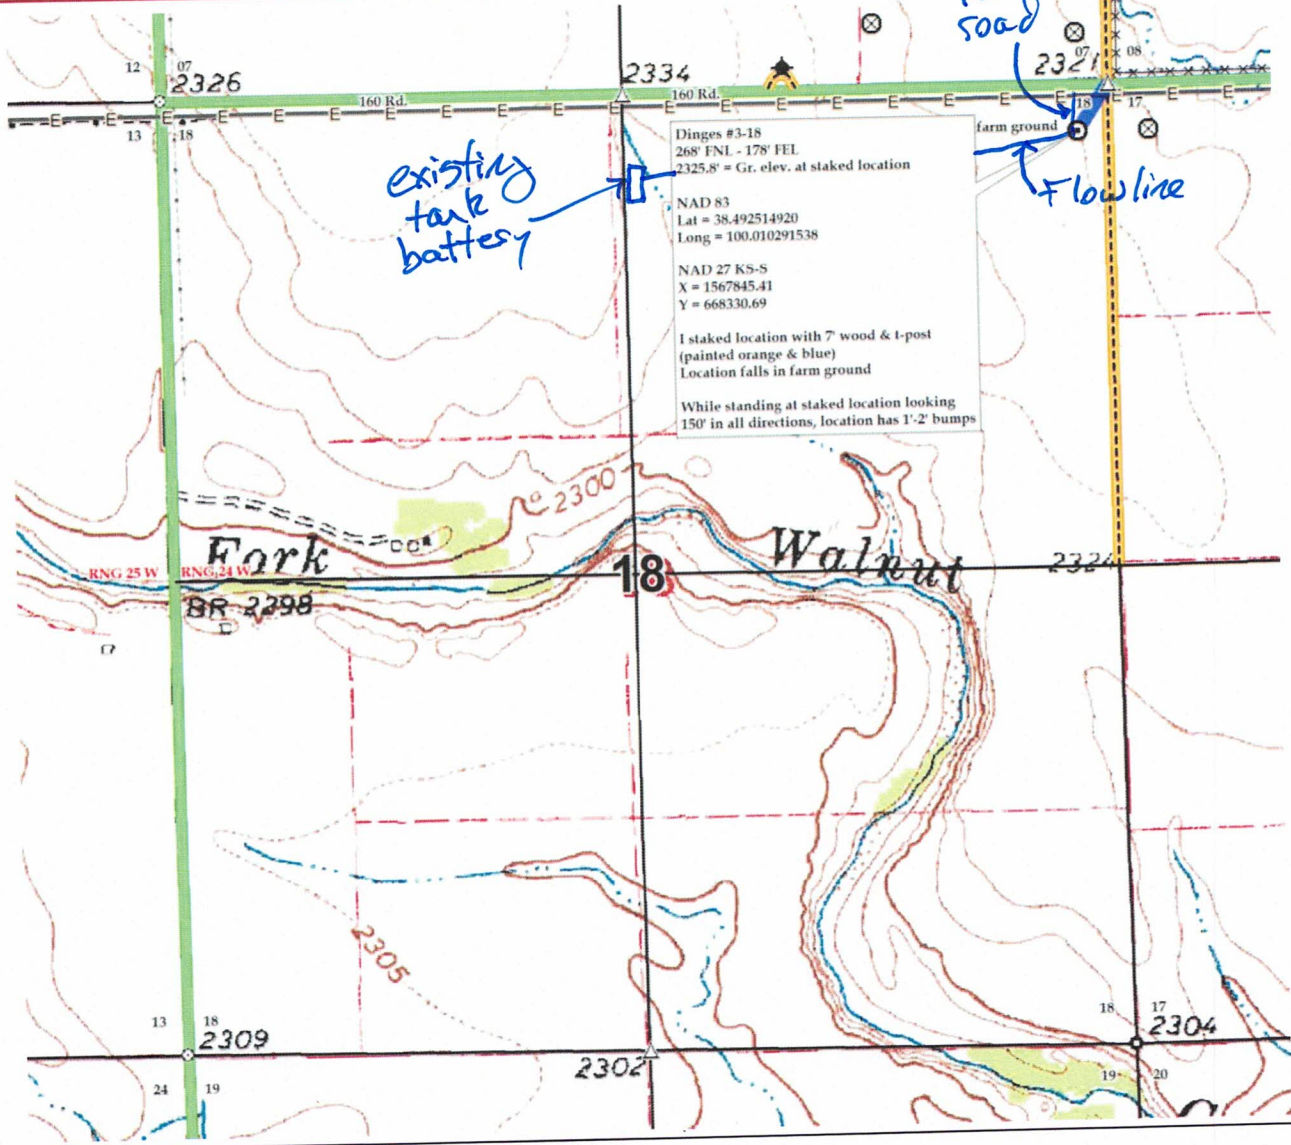 road
07 08
2321
12 07
2326
2334
160 Rd.
160 Rd.
E E E E E E E E E E E E E E E E E E E E
18 17
13 18
existing
tank
battery
Dinges #3-18
268' FNL - 178' FEL
2325.8' = Gr. elev. at staked location
NAD 83
Lat = 38.492514920
Long = 100.010291538
NAD 27 KS-S
X = 1567845.41
Y = 668330.69
I staked location with 7' wood & t-post
(painted orange & blue)
Location falls in farm ground
While standing at staked location looking
150' in all directions, location has 1'-2' bumps
farm ground
Flowline
2300
Fork
Walnut
RNG 25 W RNG 24 W
18
2324
BR 2298
2305
13 18
2309
24 19
2302
18 17
2304
19 20